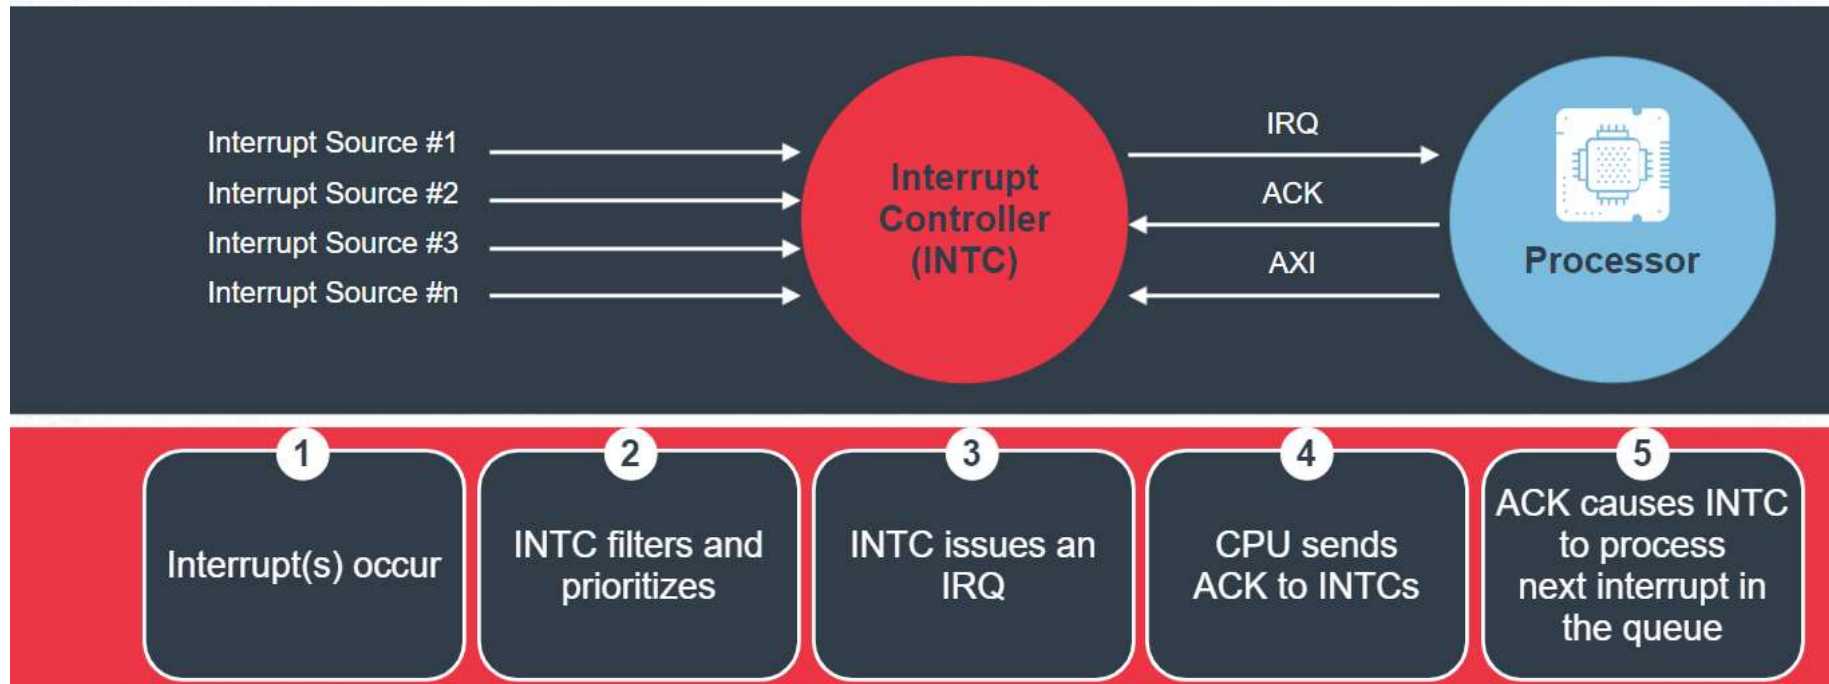 Interrupt Source #1
Interrupt Source #2
Interrupt Source #3
Interrupt Source #n
Interrupt
Controller
(INTC)
IRQ
ACK
AXI
Processor
1
Interrupt(s) occur
2
INTC filters and
prioritizes
3
INTC issues an
IRQ
4
CPU sends
ACK to INTCs
5
ACK causes INTC
to process
next interrupt in
the queue